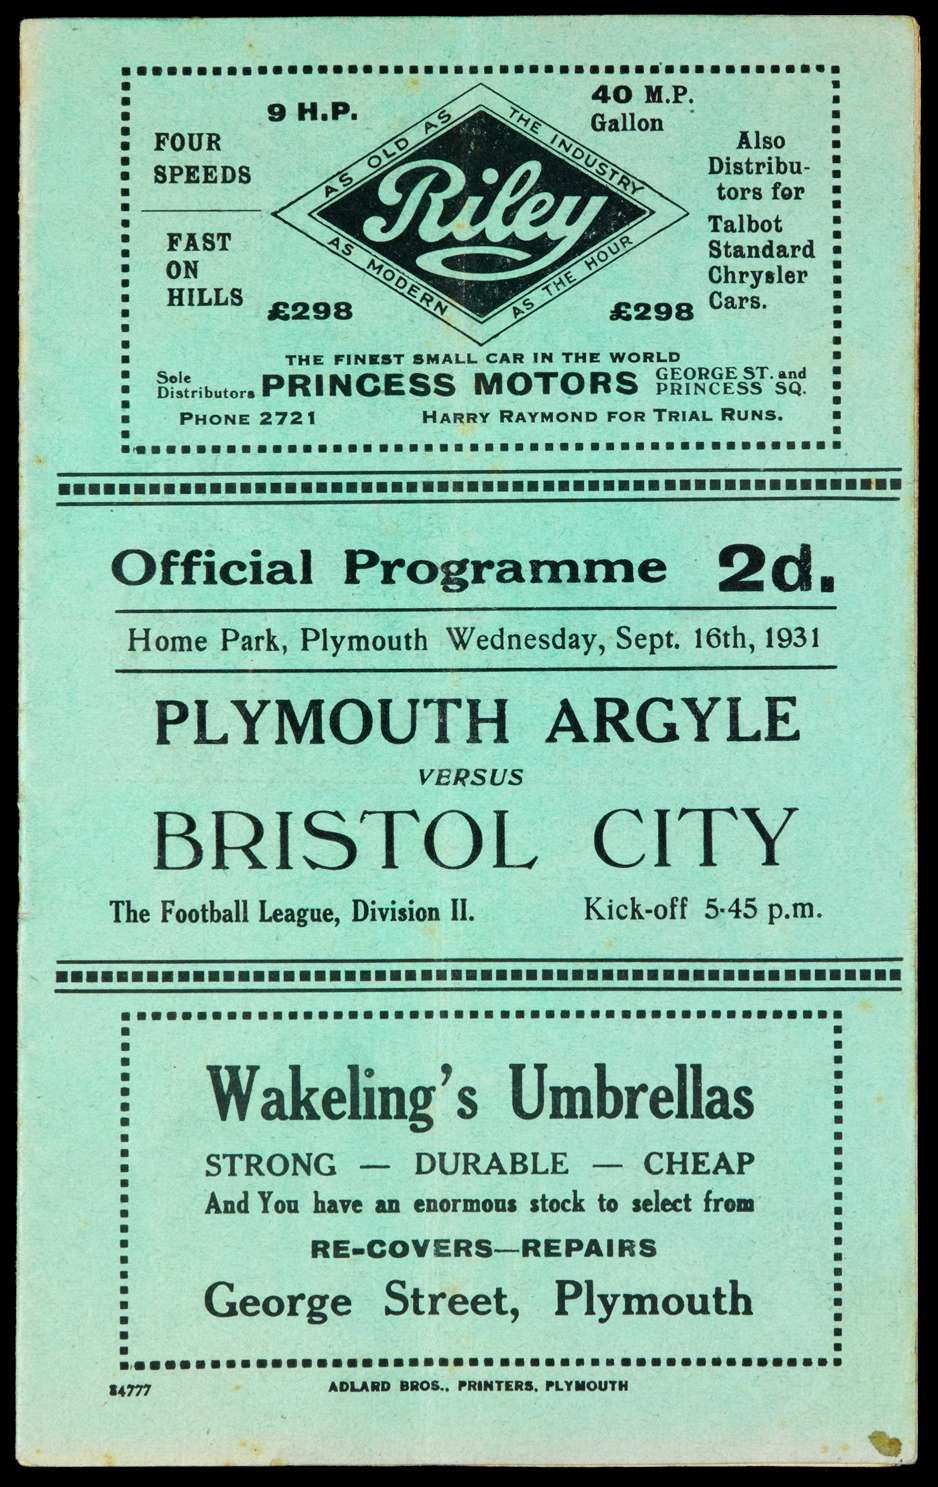 9 H.P.
40 M.P.
Gallon
FOUR
SPEEDS
FAST
ON
HILLS
AS OLD AS
THE INDUSTRY
Riley
AS MODERN
AS THE HOUR
Also
Distribu-
tors for
Talbot
Standard
Chrysler
Cars.
£298
£298
THE FINEST SMALL CAR IN THE WORLD
Sole
Distributors PRINCESS MOTORS GEORGE ST. and
PRINCESS SQ.
PHONE 2721 HARRY RAYMOND FOR TRIAL RUNS.
Official Programme 2d.
Home Park, Plymouth Wednesday, Sept. 16th, 1931
PLYMOUTH ARGYLE
VERSUS
BRISTOL CITY
The Football League, Division II. Kick-off 5·45 p.m.
Wakeling's Umbrellas
STRONG — DURABLE — CHEAP
And You have an enormous stock to select from
RE-COVERS—REPAIRS
George Street, Plymouth
84777 ADLARD BROS., PRINTERS, PLYMOUTH